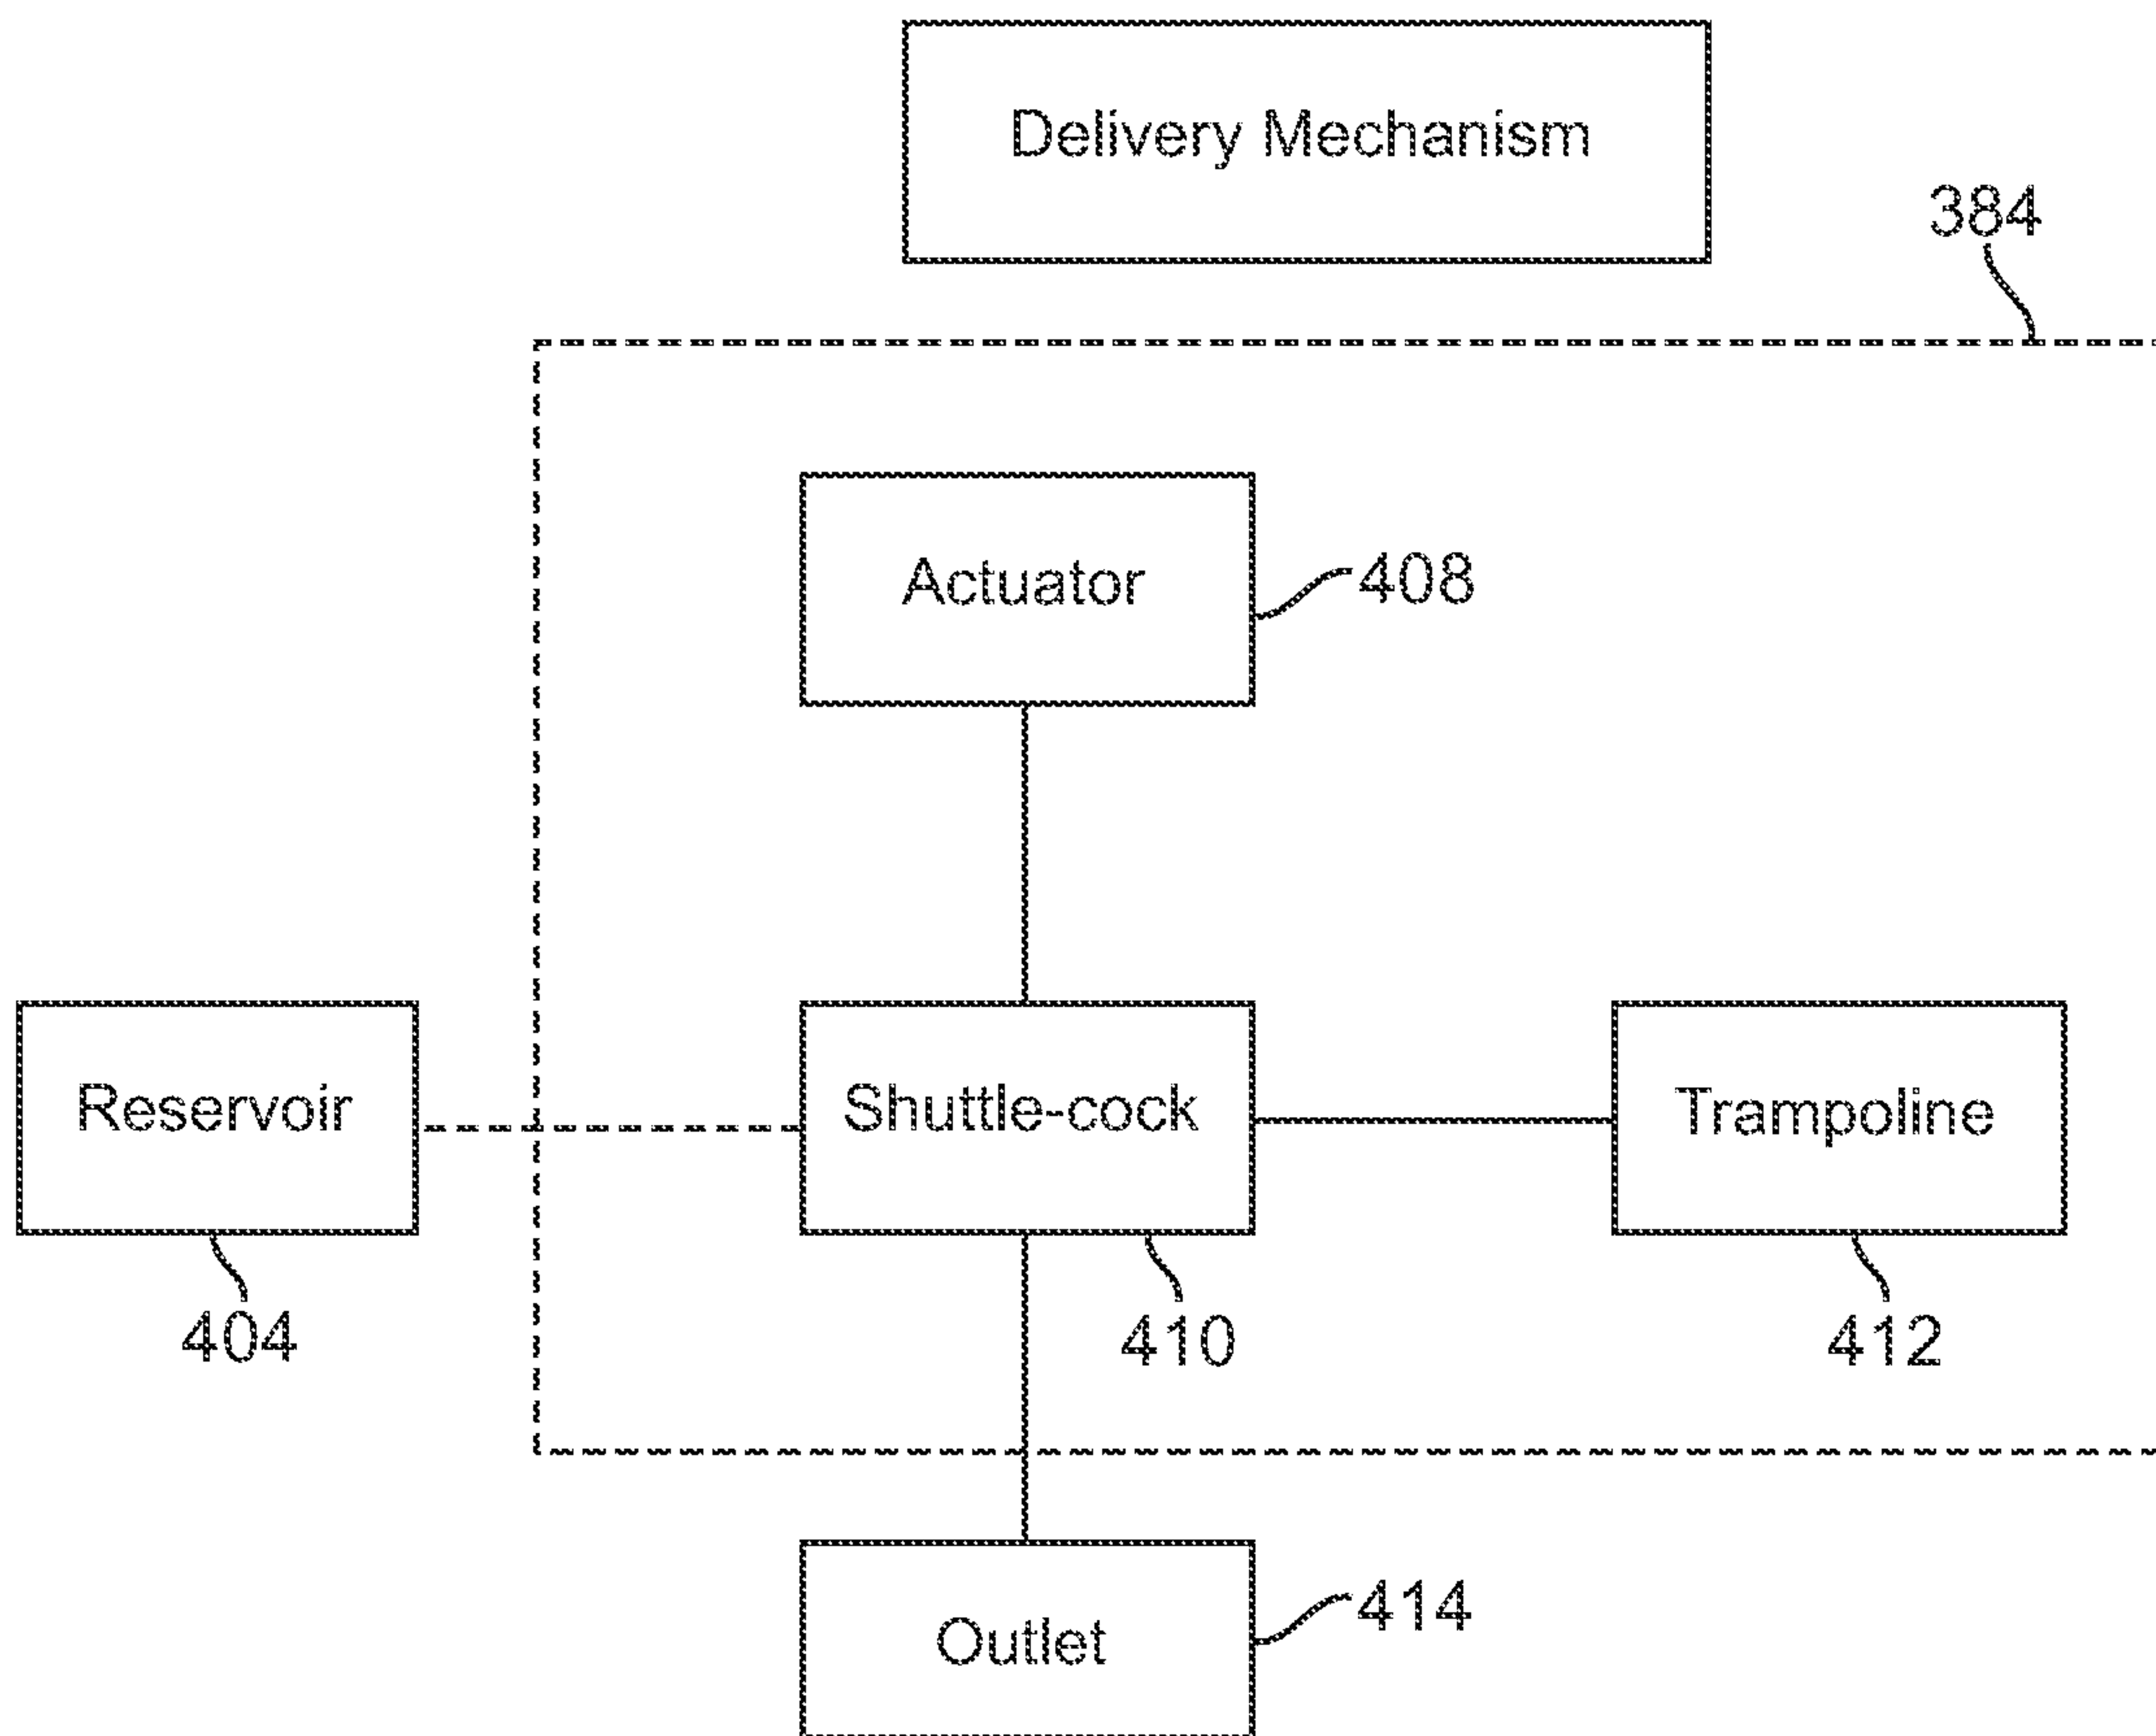 Delivery Mechanism
384
Actuator
408
Reservoir
Shuttle-cock
Trampoline
404
410
412
Outlet
414